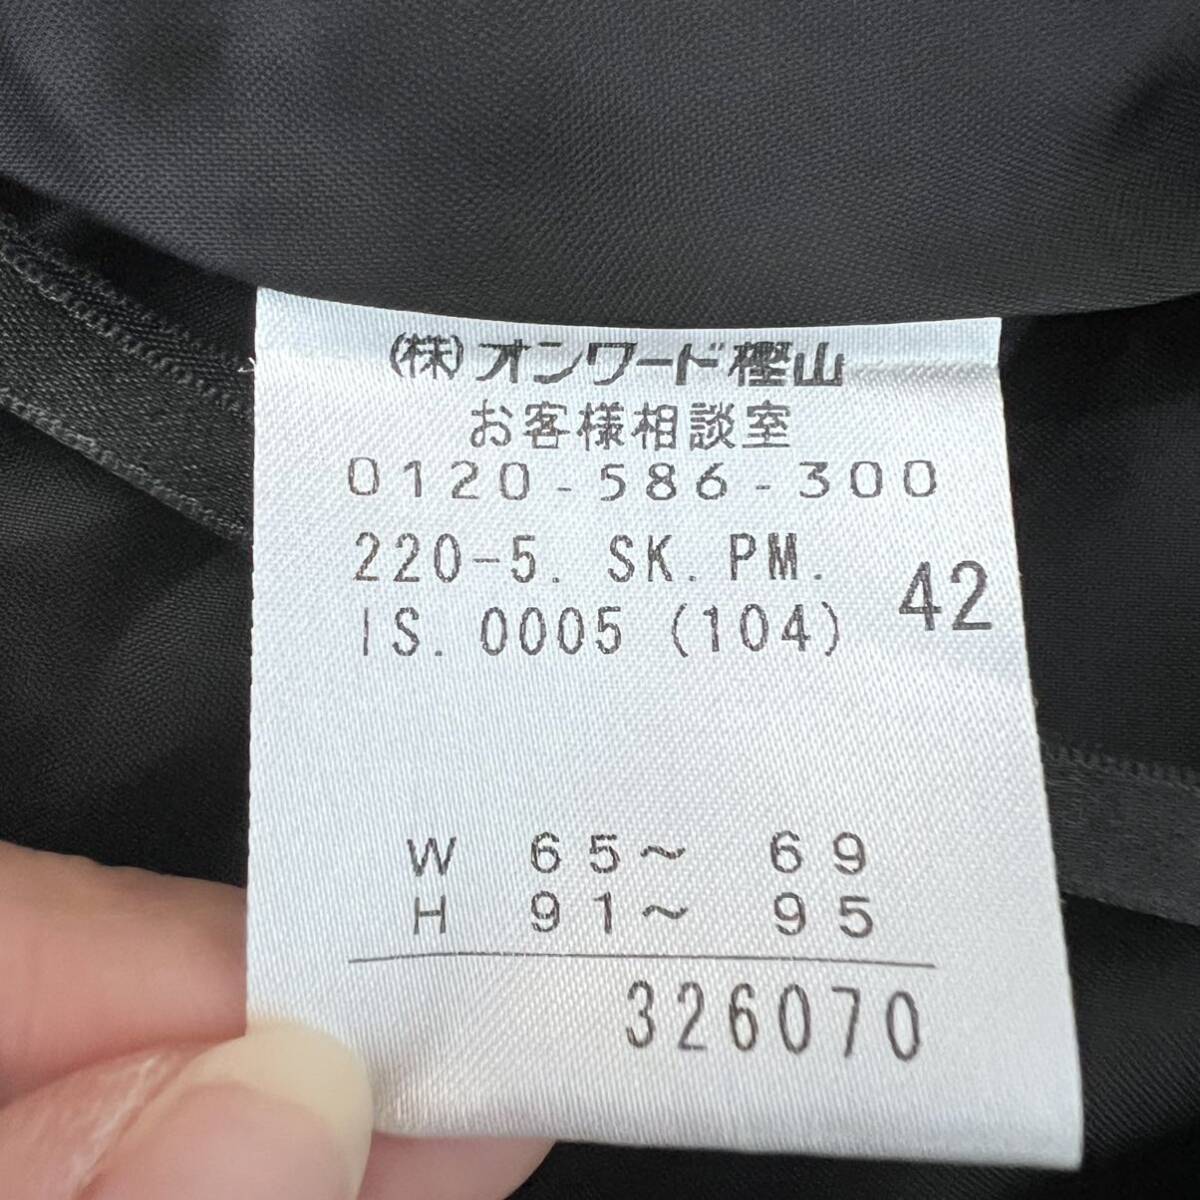 (株)オンワード樫山
お客様相談室
0120-586-300
220-5. SK. PM.
IS. 0005 (104)
42
W 65～ 69
H 91～ 95
326070